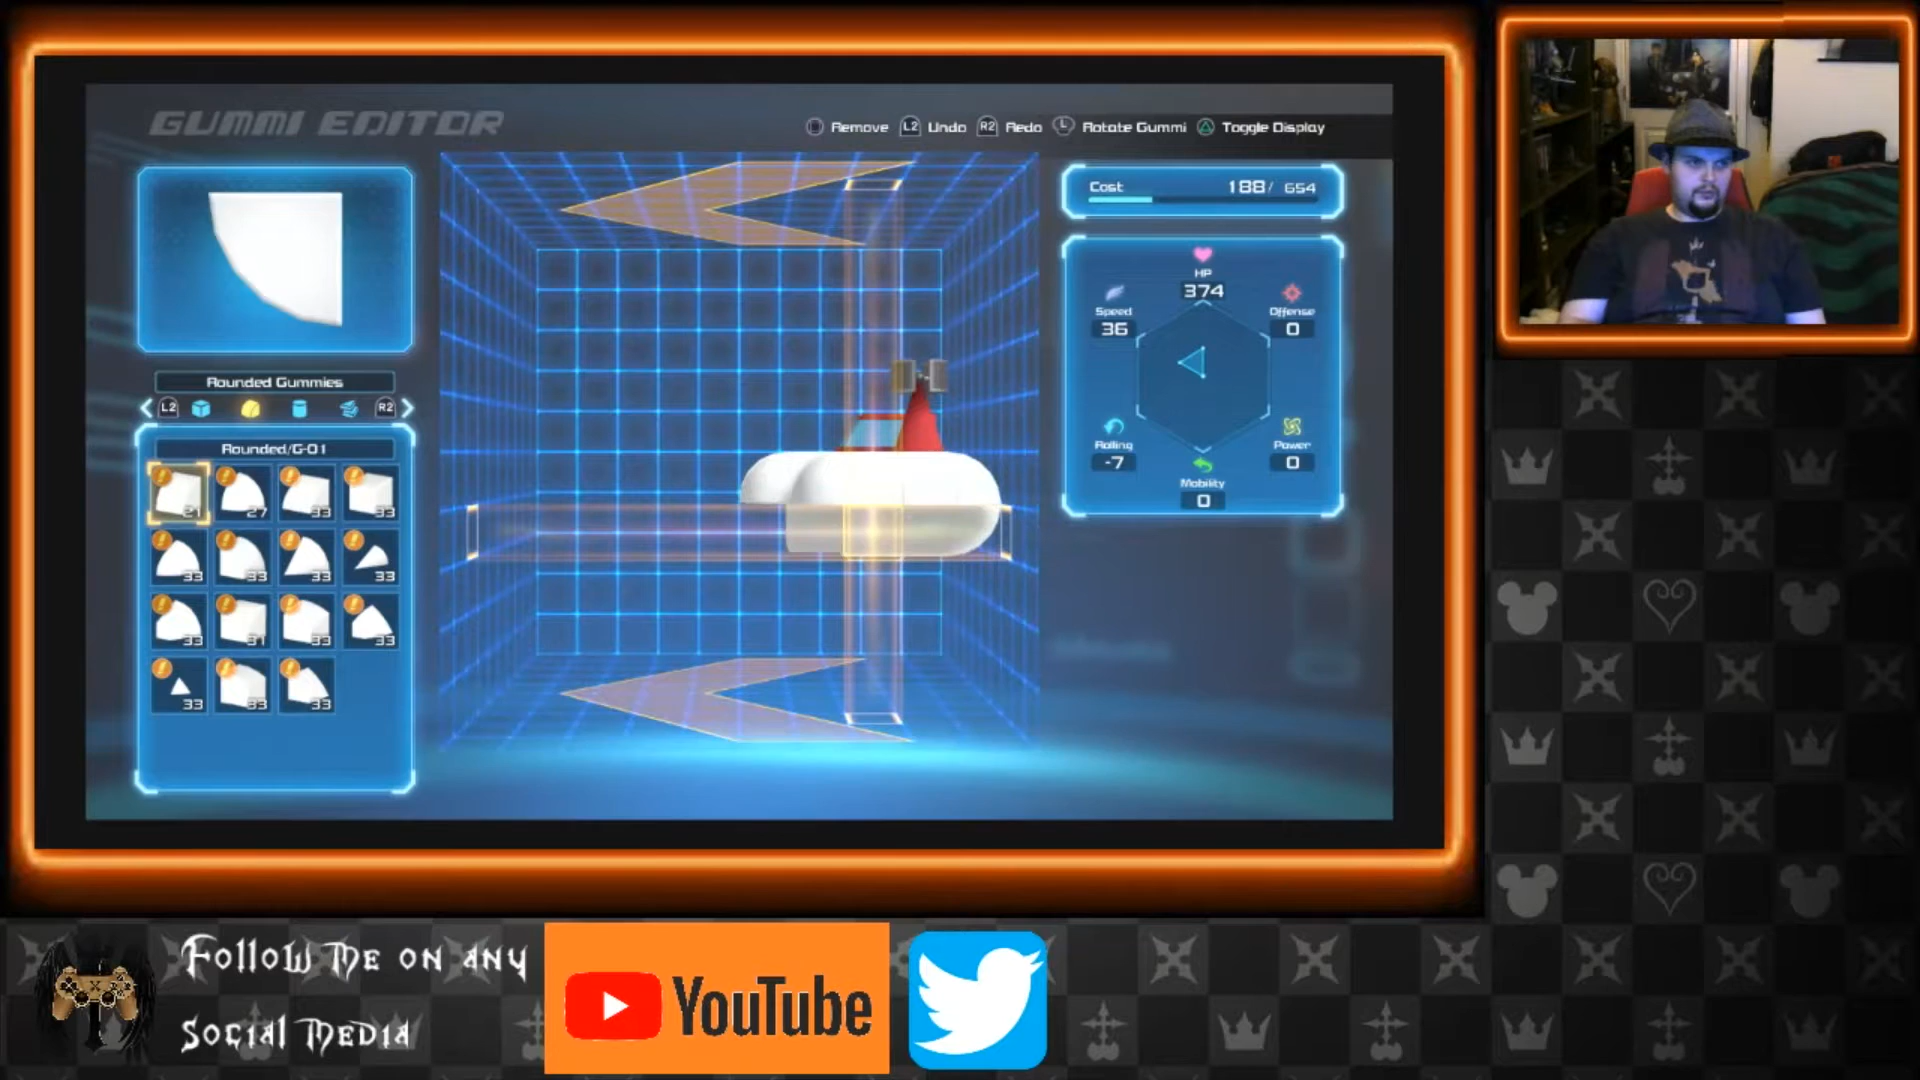 GUMMI EDITOR
Remove L2 Undo R2 Redo L Rotate Gummi Toggle Display
Cost 188/ 654
HP
374
Speed
36
Offense
0
Rolling
-7
Power
0
Mobility
0
Rounded Gummies
L2 R2
Rounded/G-01
21 27 33 33
33 33 33 33
33 31 33 33
33 33 33
Follow Me on any
Social Media
YouTube